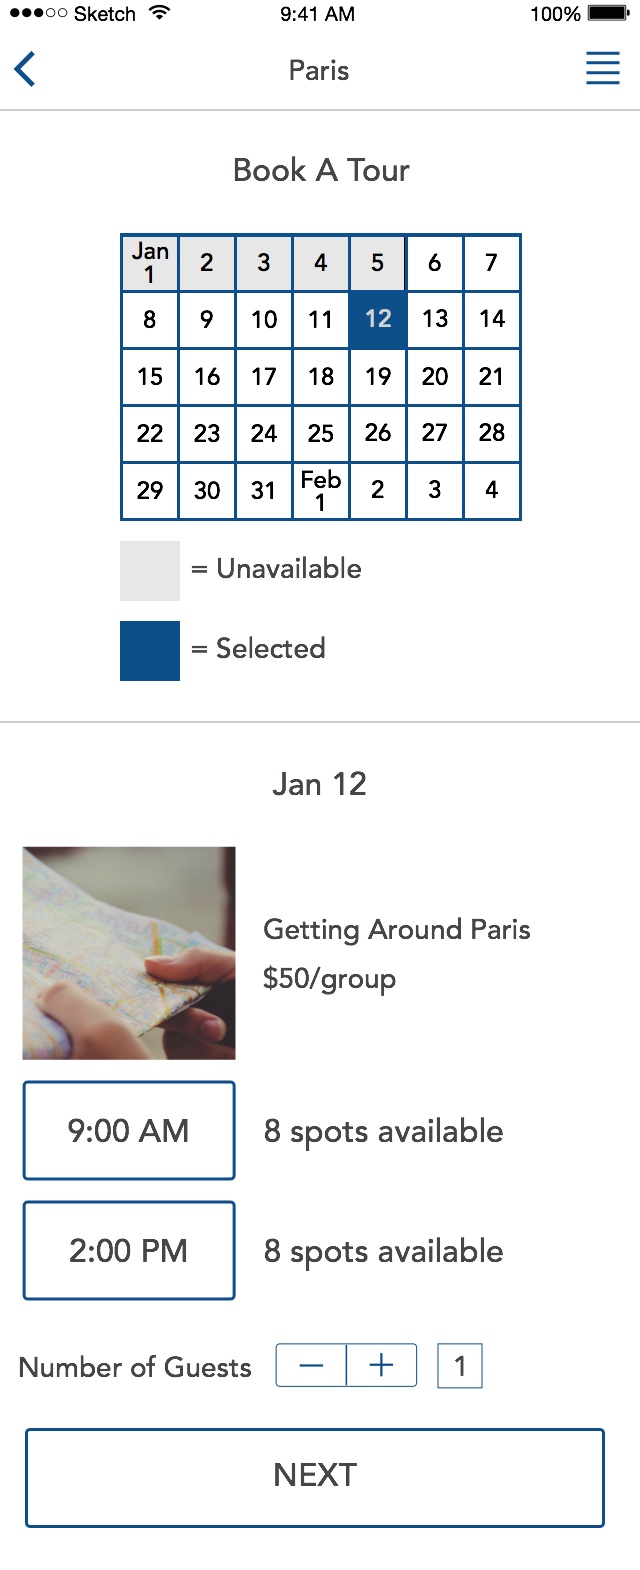 Sketch 9:41 AM 100%
Paris
Book A Tour
Jan 1 2 3 4 5 6 7
8 9 10 11 12 13 14
15 16 17 18 19 20 21
22 23 24 25 26 27 28
29 30 31 Feb 1 2 3 4
= Unavailable
= Selected
Jan 12
Getting Around Paris
$50/group
9:00 AM 8 spots available
2:00 PM 8 spots available
Number of Guests − + 1
NEXT